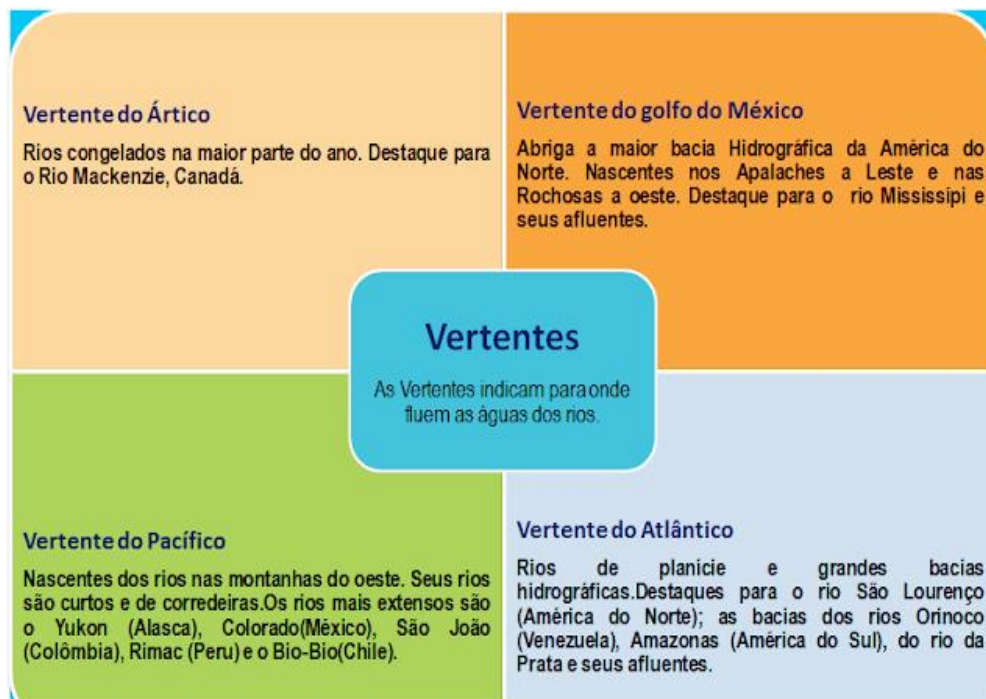 Vertente do Ártico
Rios congelados na maior parte do ano. Destaque para
o Rio Mackenzie, Canadá.
Vertente do golfo do México
Abriga a maior bacia Hidrográfica da América do
Norte. Nascentes nos Apalaches a Leste e nas
Rochosas a oeste. Destaque para o rio Mississipi e
seus afluentes.
Vertentes
As Vertentes indicam para onde
fluem as águas dos rios.
Vertente do Pacífico
Nascentes dos rios nas montanhas do oeste. Seus rios
são curtos e de corredeiras.Os rios mais extensos são
o Yukon (Alasca), Colorado(México), São João
(Colômbia), Rimac (Peru) e o Bio-Bio(Chile).
Vertente do Atlântico
Rios de planicie e grandes bacias
hidrográficas.Destaques para o rio São Lourenço
(América do Norte); as bacias dos rios Orinoco
(Venezuela), Amazonas (América do Sul), do rio da
Prata e seus afluentes.